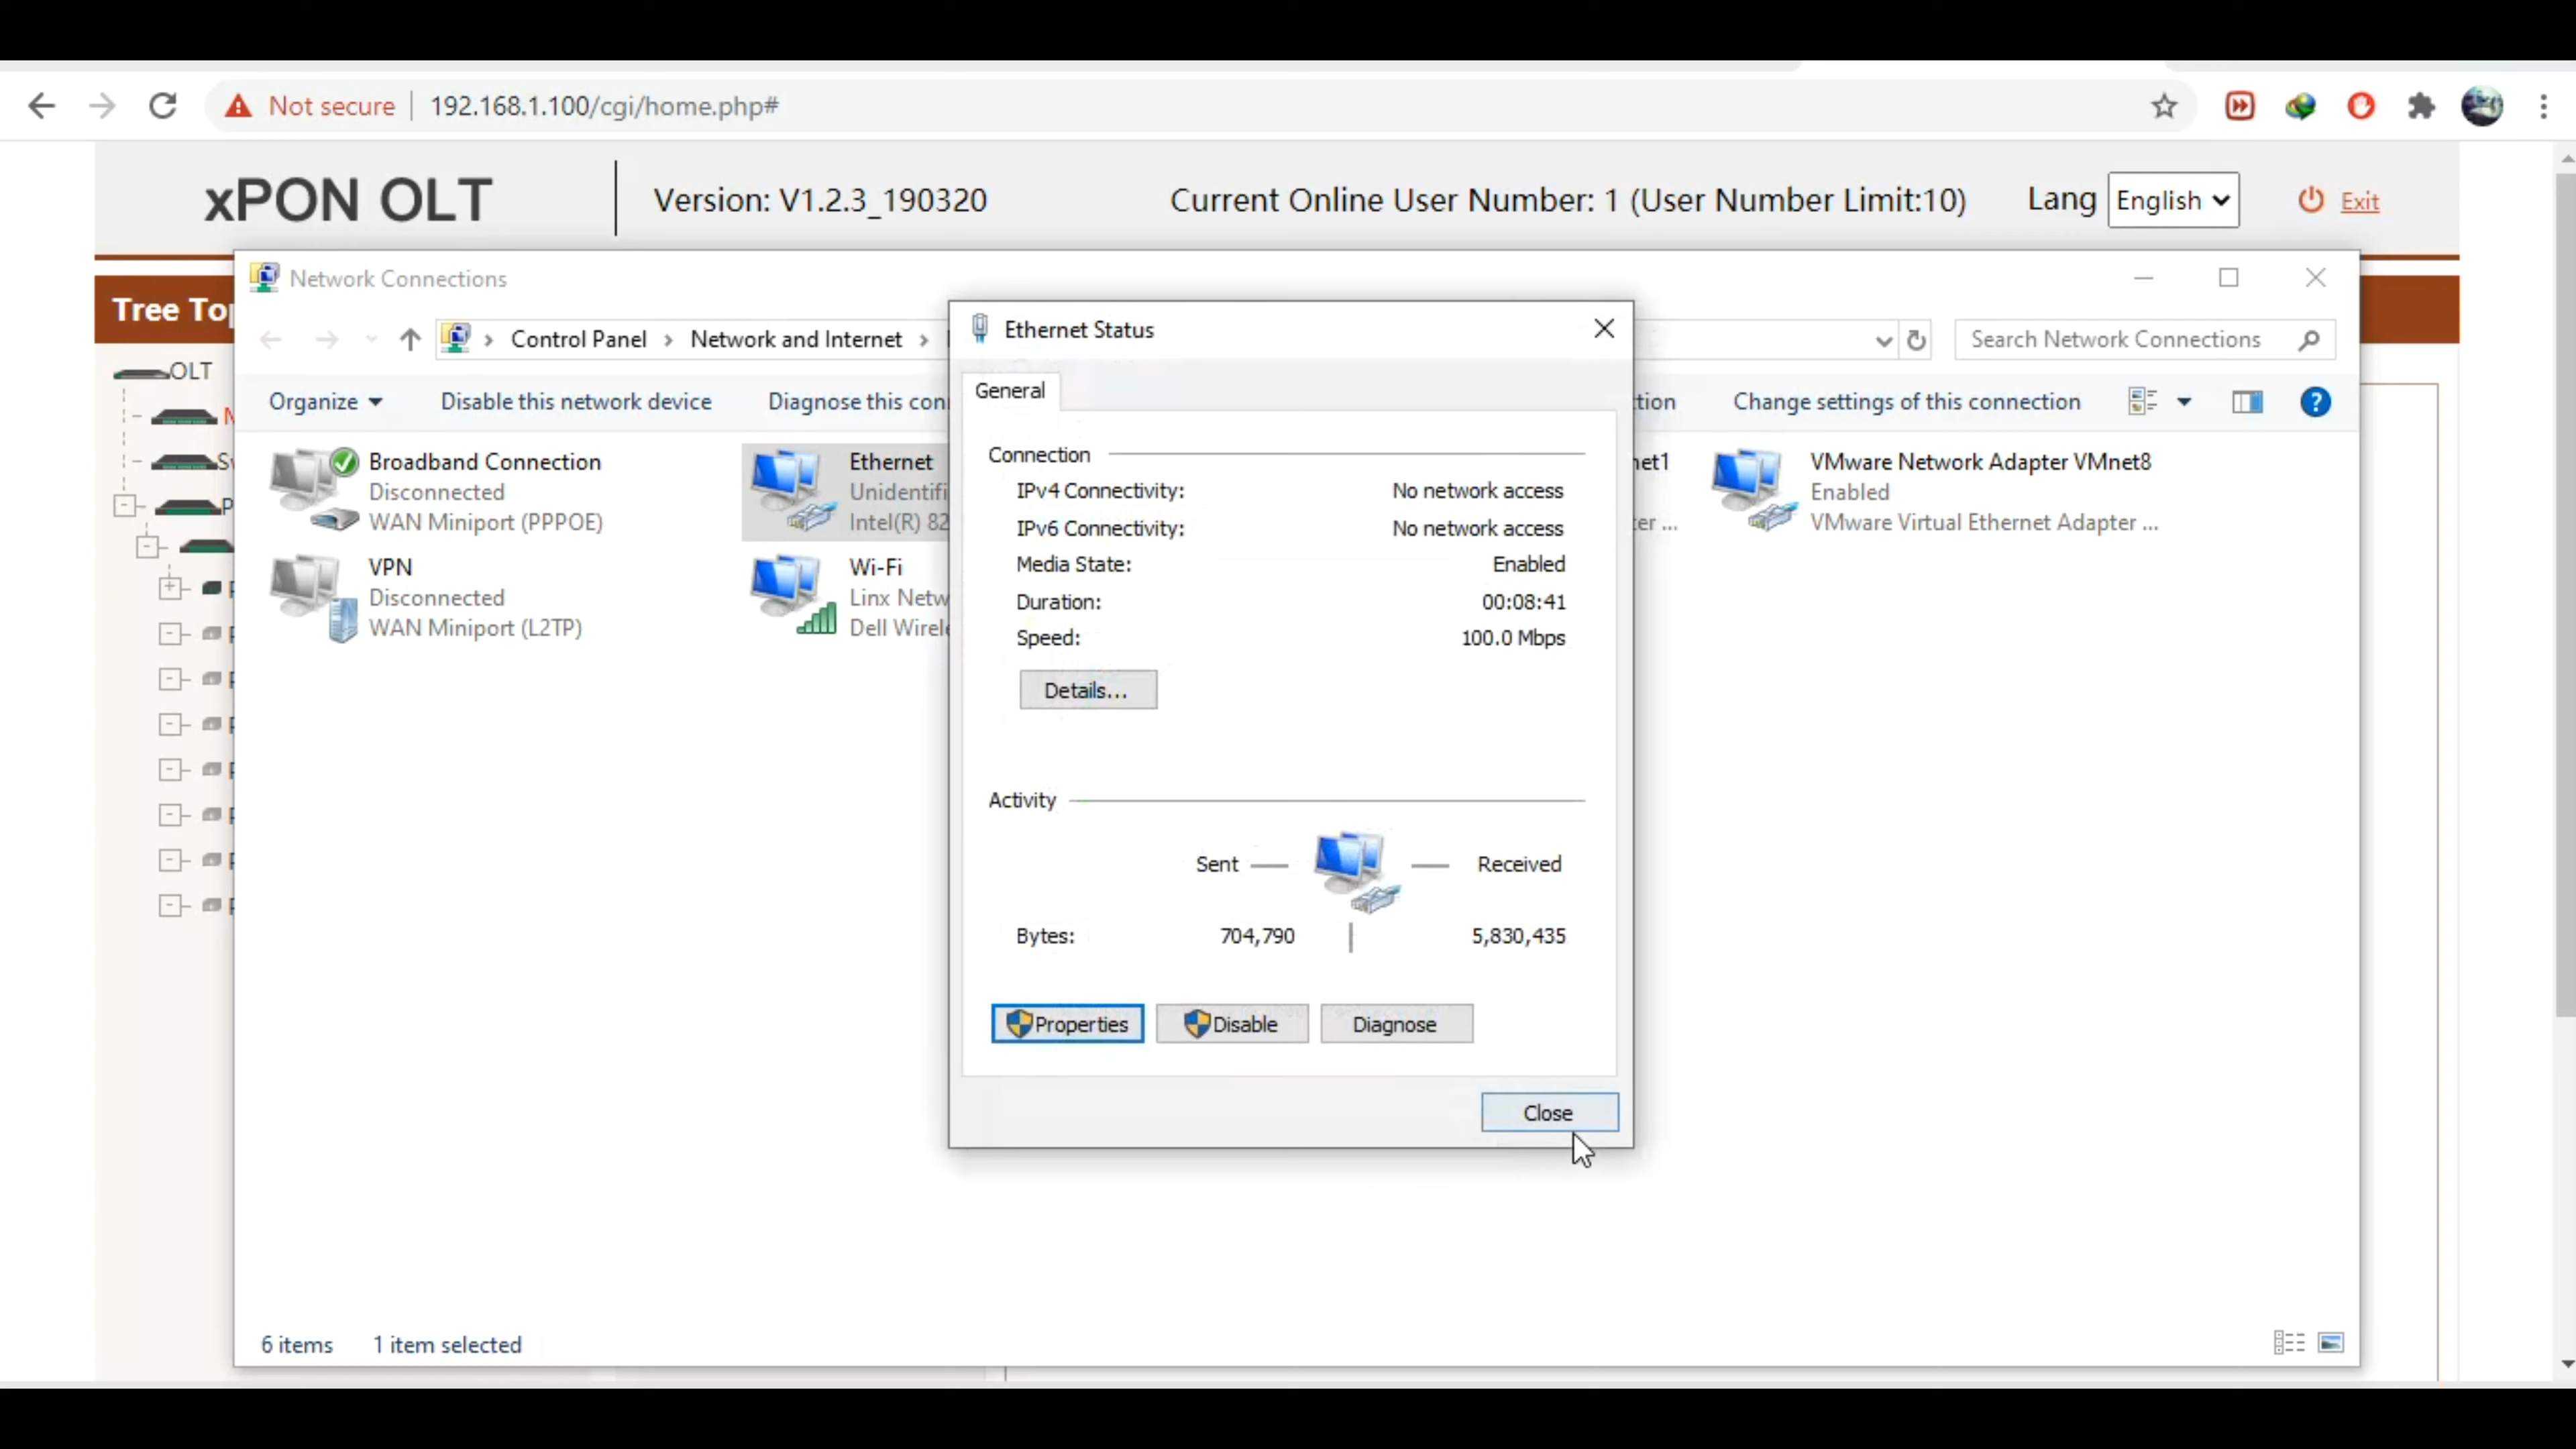 Not secure 192.168.1.100/cgi/home.php#
xPON OLT Version: V1.2.3_190320 Current Online User Number: 1 (User Number Limit:10) Lang English Exit
Network Connections
Tree Top
Control Panel Network and Internet Search Network Connections
Ethernet Status
OLT
Organize Disable this network device Diagnose this con Change settings of this connection
General
Broadband Connection
Disconnected
WAN Miniport (PPPOE)
Ethernet
Unidentifi
Intel(R) 82
net1
VMware Network Adapter VMnet8
Enabled
VMware Virtual Ethernet Adapter ...
VPN
Disconnected
WAN Miniport (L2TP)
Wi-Fi
Linx Netw
Dell Wirele
Connection
IPv4 Connectivity: No network access
IPv6 Connectivity: No network access
Media State: Enabled
Duration: 00:08:41
Speed: 100.0 Mbps
Details...
Activity
Sent Received
Bytes: 704,790 5,830,435
Properties Disable Diagnose
Close
6 items 1 item selected